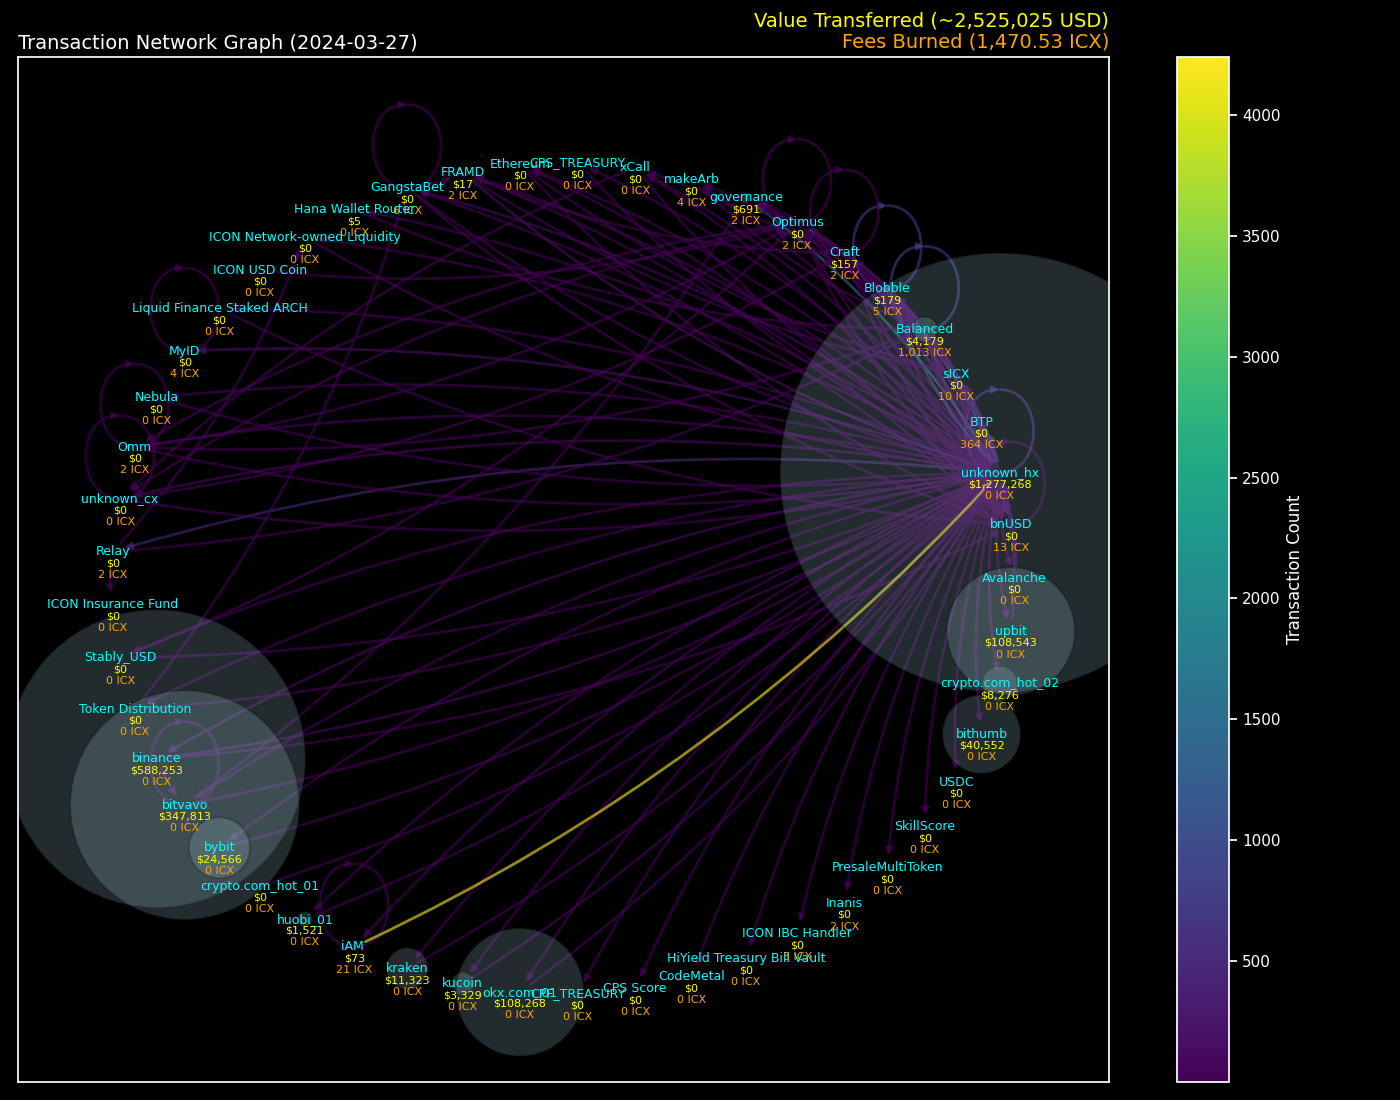 Value Transferred (~2,525,025 USD)
Transaction Network Graph (2024-03-27)
Fees Burned (1,470.53 ICX)
Ethereum
$0
0 ICX
CPS_TREASURY
$0
0 ICX
xCall
$0
0 ICX
FRAMD
$17
2 ICX
makeArb
$0
4 ICX
GangstaBet
$0
6 ICX
governance
$691
2 ICX
Hana Wallet Router
$5
0 ICX
Optimus
$0
2 ICX
ICON Network-owned Liquidity
$0
0 ICX
Craft
$157
2 ICX
ICON USD Coin
$0
0 ICX
Blobble
$179
5 ICX
Liquid Finance Staked ARCH
$0
0 ICX
Balanced
$4,179
1,013 ICX
MyID
$0
4 ICX
sICX
$0
10 ICX
Nebula
$0
0 ICX
BTP
$0
364 ICX
Omm
$0
2 ICX
unknown_hx
$1,277,268
0 ICX
unknown_cx
$0
0 ICX
bnUSD
$0
13 ICX
Relay
$0
2 ICX
Avalanche
$0
0 ICX
ICON Insurance Fund
$0
0 ICX
upbit
$108,543
0 ICX
Stably_USD
$0
0 ICX
crypto.com_hot_02
$8,276
0 ICX
Token Distribution
$0
0 ICX
bithumb
$40,552
0 ICX
binance
$588,253
0 ICX
USDC
$0
0 ICX
bitvavo
$347,813
0 ICX
SkillScore
$0
0 ICX
bybit
$24,566
0 ICX
PresaleMultiToken
$0
0 ICX
crypto.com_hot_01
$0
0 ICX
Inanis
$0
2 ICX
huobi_01
$1,521
0 ICX
ICON IBC Handler
$0
ICX
iAM
$73
21 ICX
HiYield Treasury Bill Vault
$0
0 ICX
kraken
$11,323
0 ICX
CodeMetal
$0
0 ICX
kucoin
$3,329
0 ICX
CPS Score
$0
0 ICX
okx.com_01
$108,268
0 ICX
CPF_TREASURY
$0
0 ICX
4000
3500
3000
2500
2000
1500
1000
500
Transaction Count